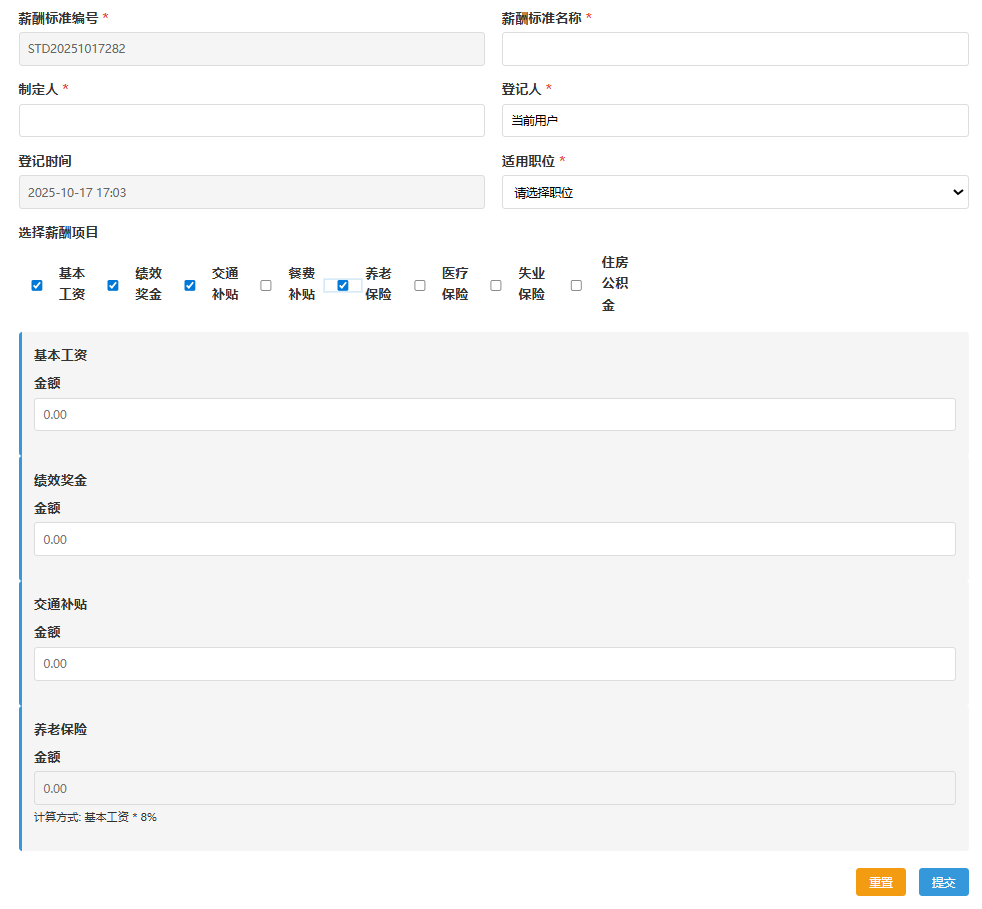 薪酬标准编号 * 薪酬标准名称 *
STD20251017282
制定人 * 登记人 *
当前用户
登记时间 适用职位 *
2025-10-17 17:03 请选择职位
选择薪酬项目
基本工资 绩效奖金 交通补贴 餐费补贴 养老保险 医疗保险 失业保险 住房公积金
基本工资
金额
0.00
绩效奖金
金额
0.00
交通补贴
金额
0.00
养老保险
金额
0.00
计算方式: 基本工资 * 8%
重置 提交